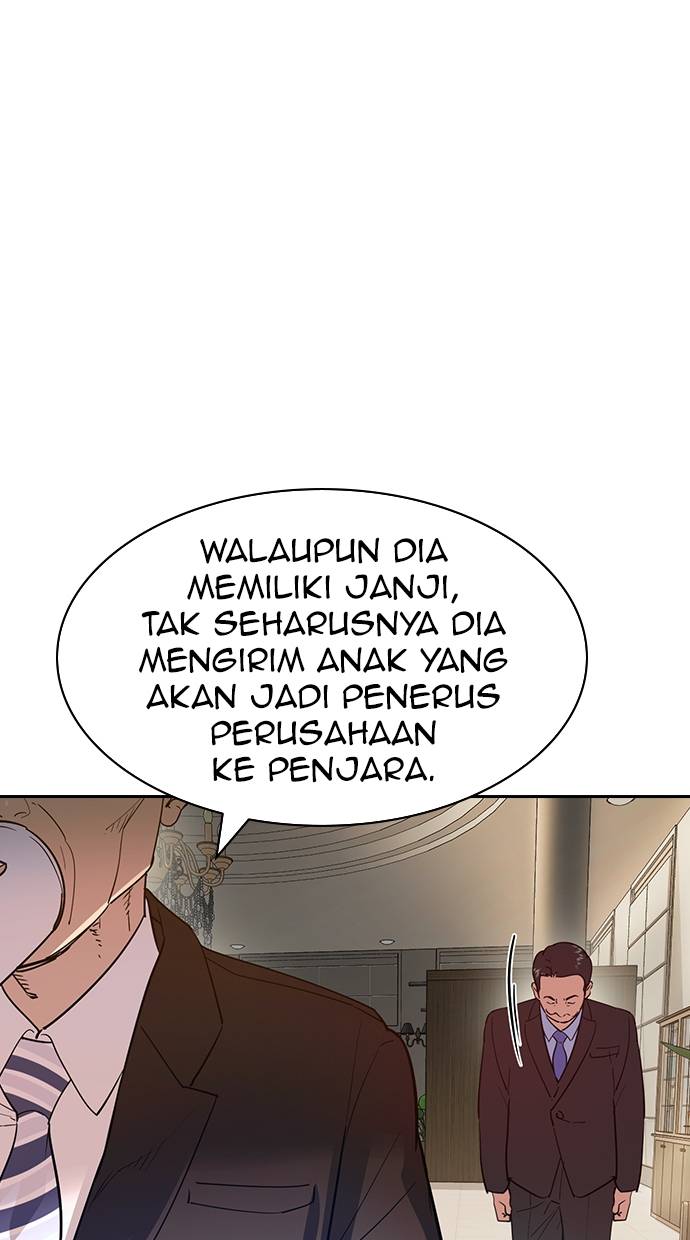 WALAUPUN DIA
MEMILIKI JANJI,
TAK SEHARUSNYA DIA
MENGIRIM ANAK YANG
AKAN JADI PENERUS
PERUSAHAAN
KE PENJARA.